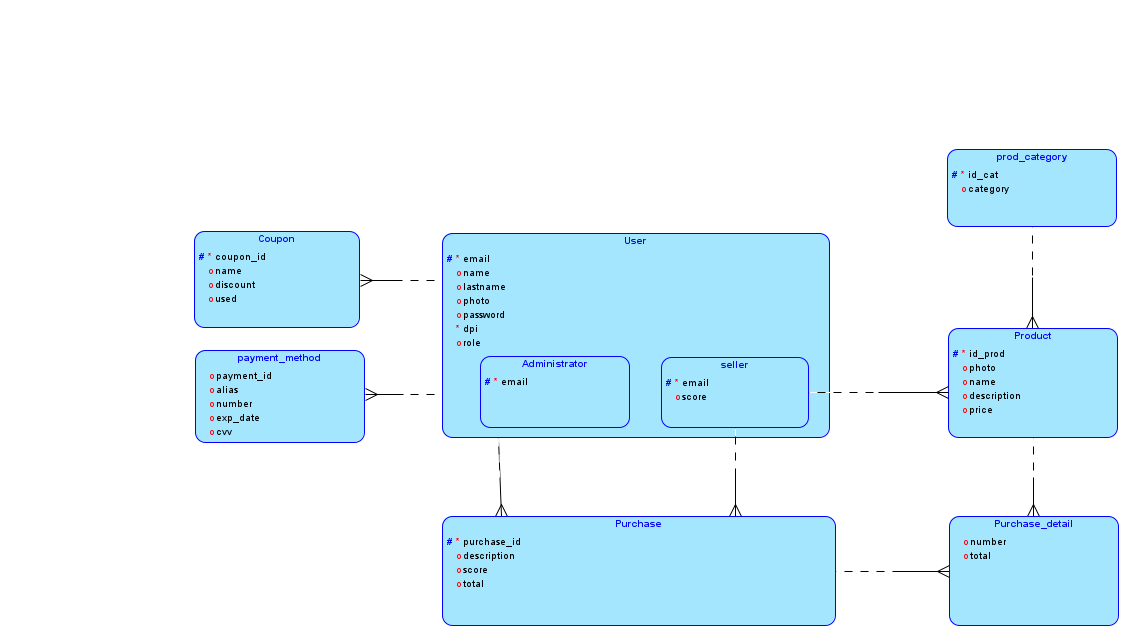 prod_category
# * id_cat
o category
Coupon
# * coupon_id
o name
o discount
o used
User
# * email
o name
o lastname
o photo
o password
* dpi
o role
Administrator
# * email
seller
# * email
o score
payment_method
o payment_id
o alias
o number
o exp_date
o cvv
Product
# * id_prod
o photo
o name
o description
o price
Purchase
# * purchase_id
o description
o score
o total
Purchase_detail
o number
o total